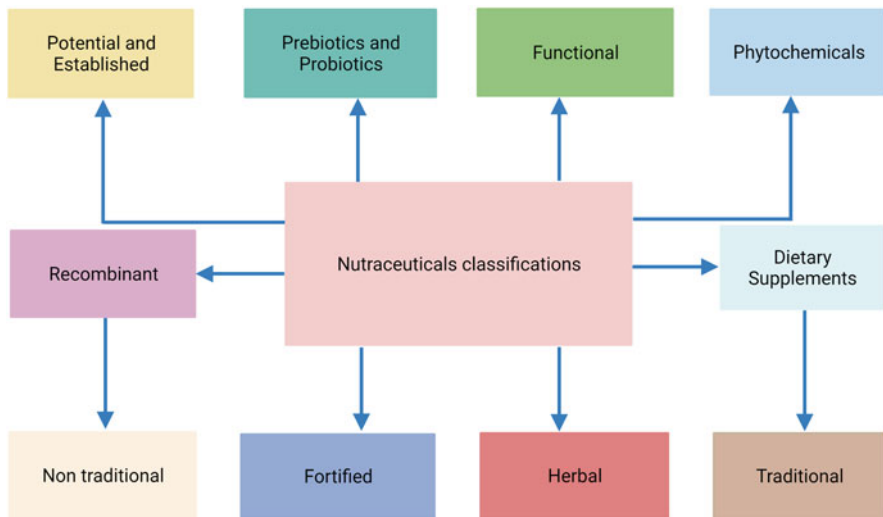 Potential and
Established
Prebiotics and
Probiotics
Functional
Phytochemicals
Recombinant
Nutraceuticals classifications
Dietary
Supplements
Non traditional
Fortified
Herbal
Traditional